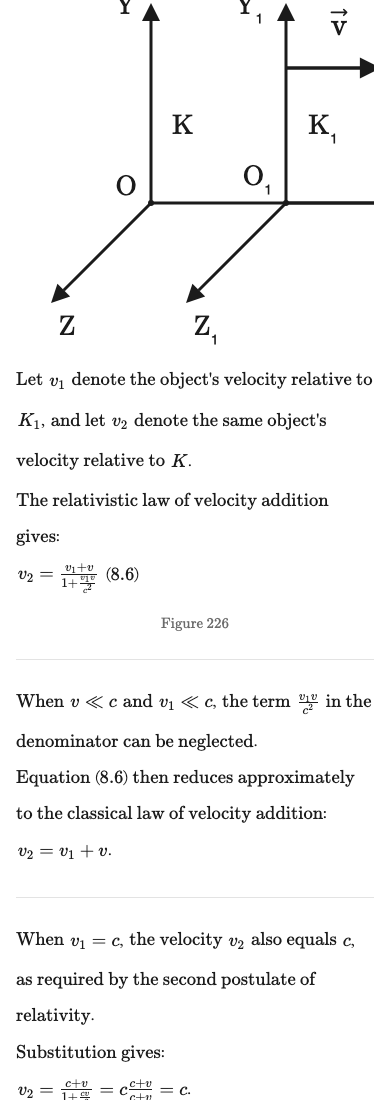 Y Y₁ v⃗
K K₁
O O₁
Z Z₁
Let v₁ denote the object's velocity relative to
K₁, and let v₂ denote the same object's
velocity relative to K.
The relativistic law of velocity addition
gives:
v₂ = (v₁+v)/(1+(v₁v)/c²) (8.6)
Figure 226
When v ≪ c and v₁ ≪ c, the term (v₁v)/c² in the
denominator can be neglected.
Equation (8.6) then reduces approximately
to the classical law of velocity addition:
v₂ = v₁ + v.
When v₁ = c, the velocity v₂ also equals c,
as required by the second postulate of
relativity.
Substitution gives:
v₂ = (c+v)/(1+(cv)/c²) = c(c+v)/(c+v) = c.